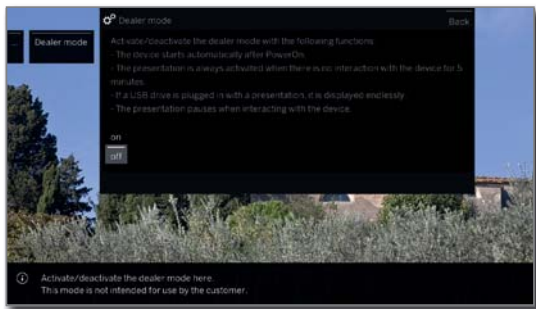 Dealer mode
Back
... Dealer mode
Activate/deactivate the dealer mode with the following functions
- The device starts automatically after PowerOn.
- The presentation is always activated when there is no interaction with the device for 5
minutes.
- If a USB drive is plugged in with a presentation, it is displayed endlessly.
- The presentation pauses when interacting with the device.
on
off
Activate/deactivate the dealer mode here.
This mode is not intended for use by the customer.